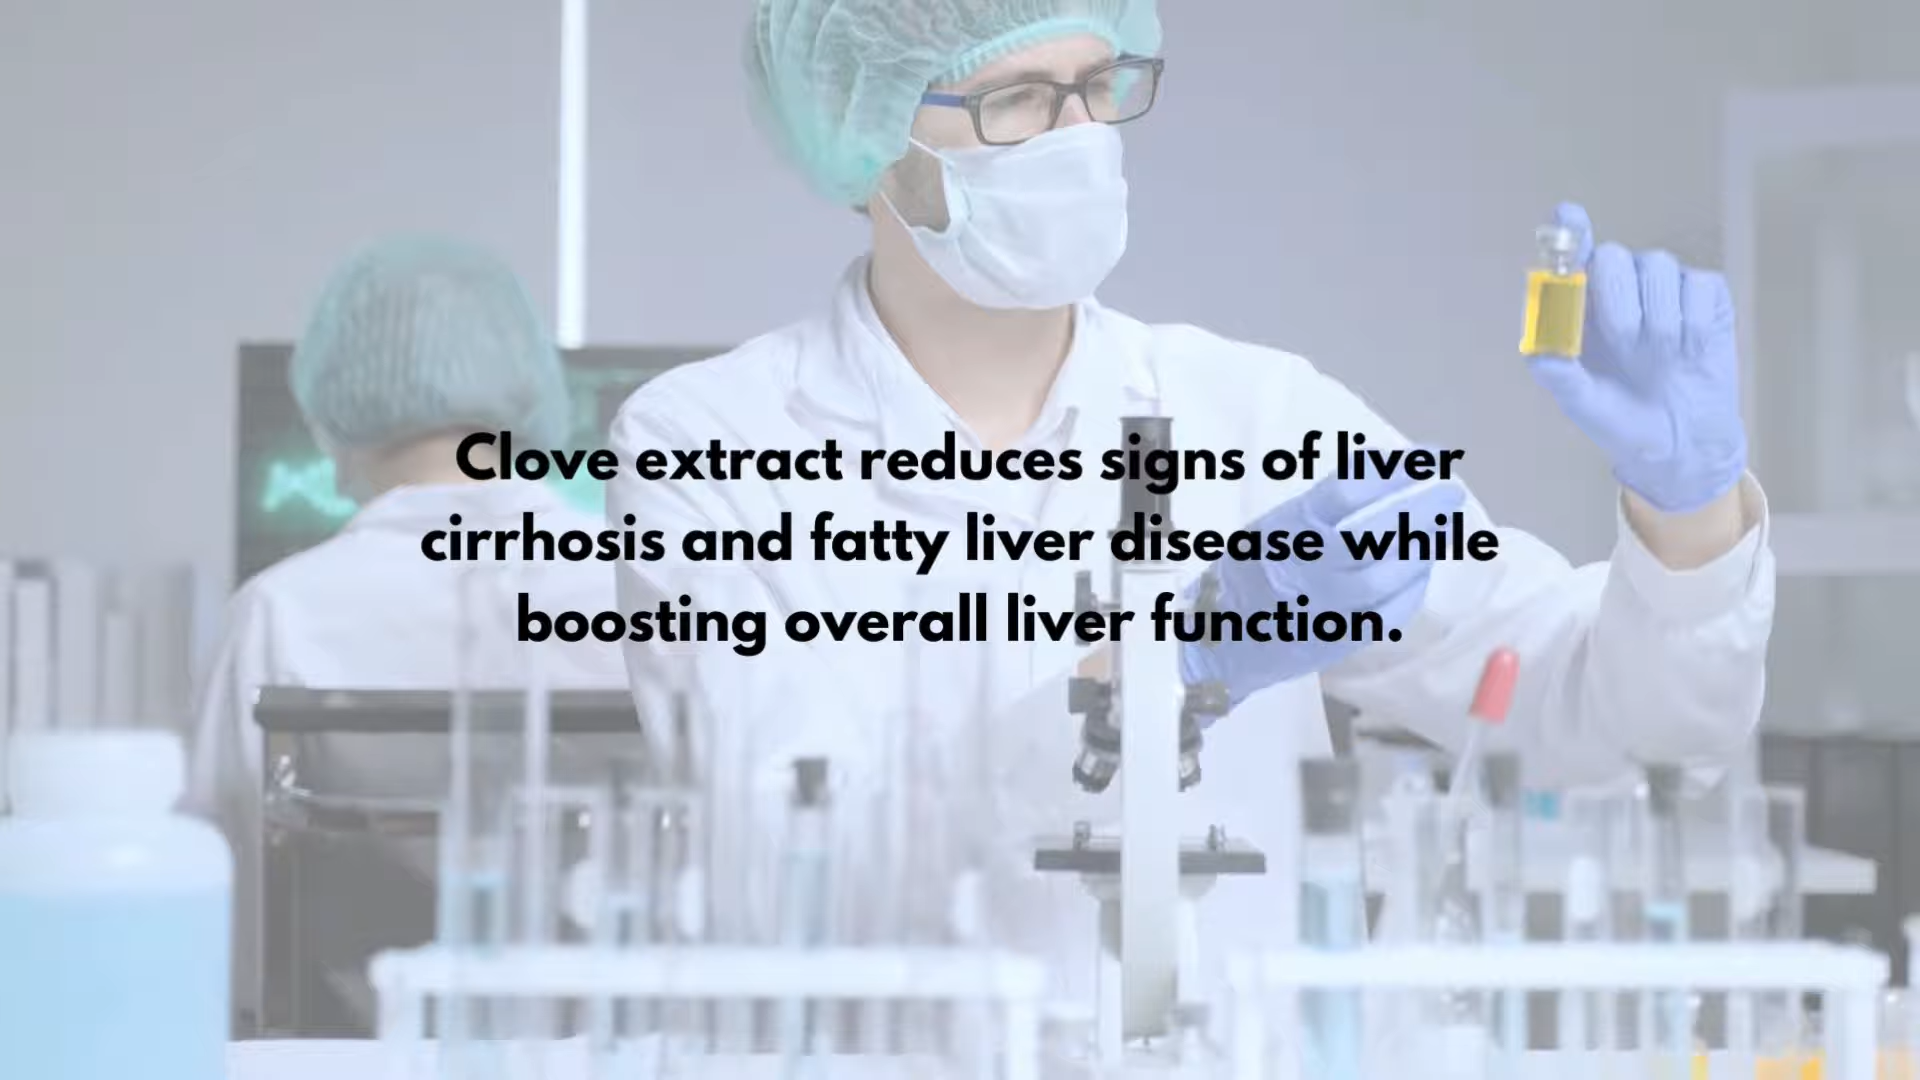 Clove extract reduces signs of liver
cirrhosis and fatty liver disease while
boosting overall liver function.